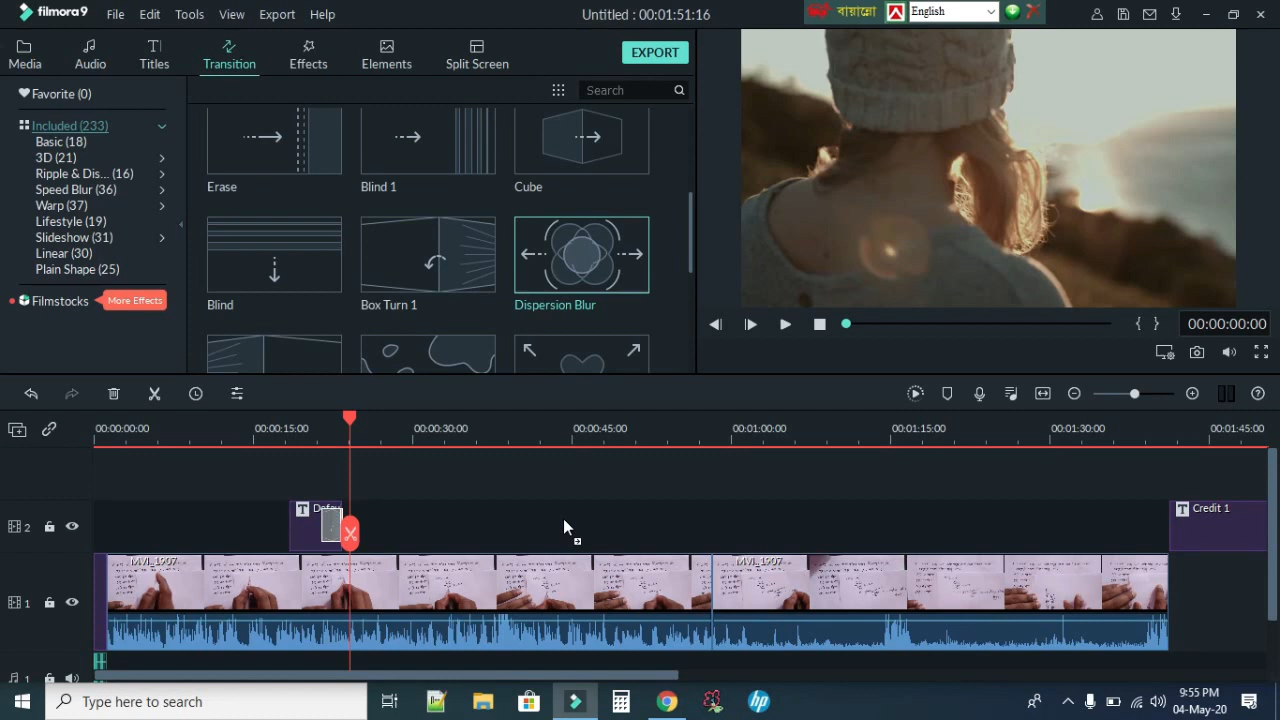 filmora9
File Edit Tools View Export Help
Untitled : 00:01:51:16
বায়ান্নো
English
Media
Audio
Titles
Transition
Effects
Elements
Split Screen
EXPORT
Favorite (0)
Search
Included (233)
Basic (18)
3D (21)
Ripple & Dis... (16)
Speed Blur (36)
Warp (37)
Lifestyle (19)
Slideshow (31)
Linear (30)
Plain Shape (25)
Filmstocks
More Effects
Erase
Blind 1
Cube
Blind
Box Turn 1
Dispersion Blur
00:00:00:00
00:00:00:00 00:00:15:00 00:00:30:00 00:00:45:00 00:01:00:00 00:01:15:00 00:01:30:00 00:01:45:00
2
T
T Credit 1
1
MVI_1907
MVI_1907
1
Type here to search
hp
9:55 PM
04-May-20